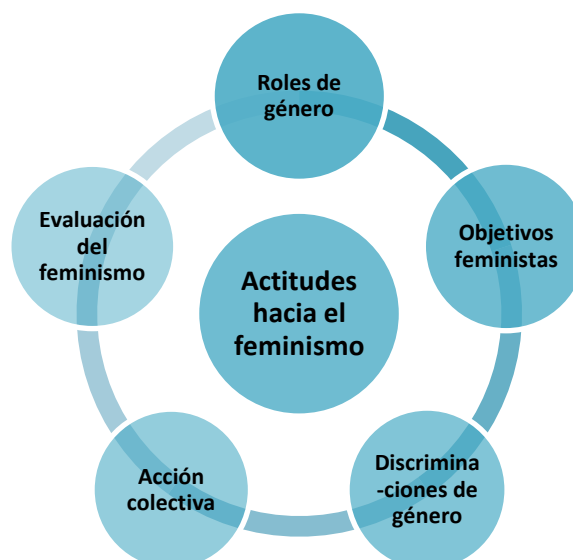 Roles de
género
Objetivos
feministas
Discrimina
-ciones de
género
Acción
colectiva
Evaluación
del
feminismo
Actitudes
hacia el
feminismo